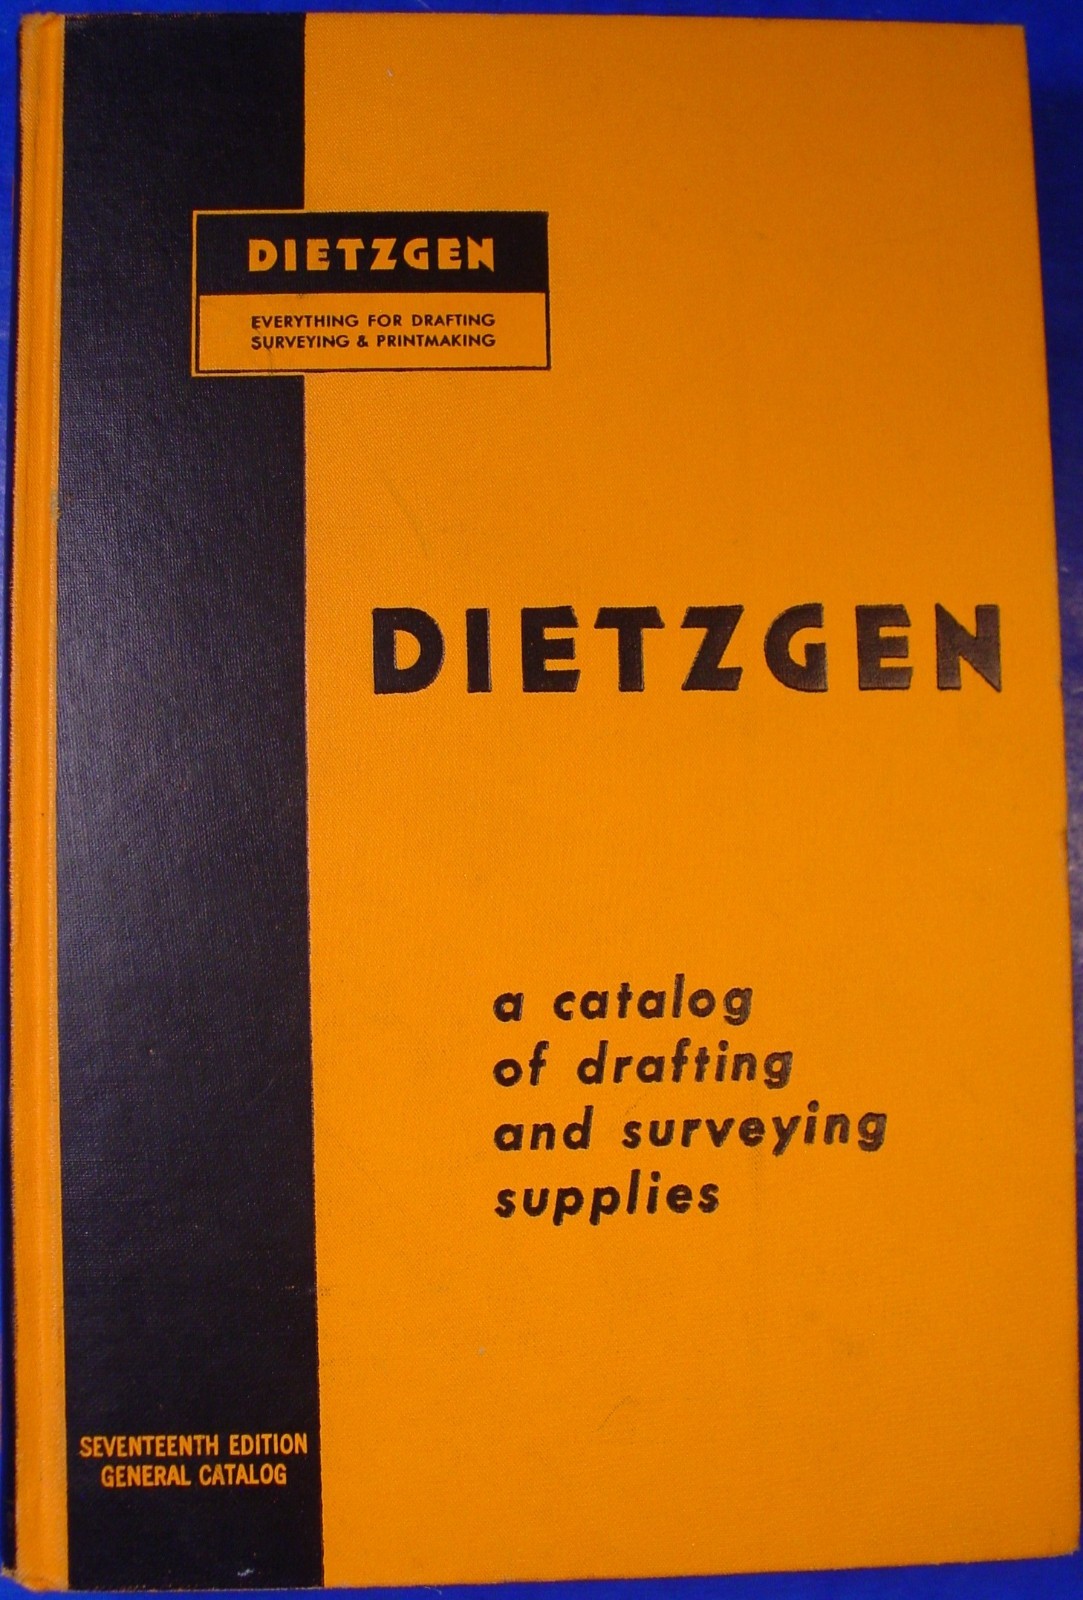 DIETZGEN
EVERYTHING FOR DRAFTING
SURVEYING & PRINTMAKING
DIETZGEN
a catalog
of drafting
and surveying
supplies
SEVENTEENTH EDITION
GENERAL CATALOG